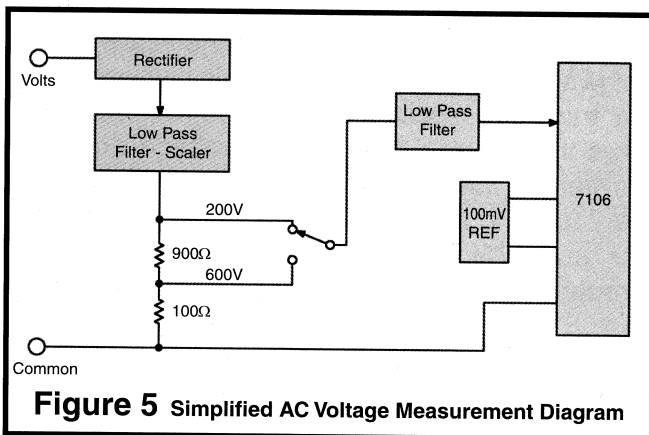 Rectifier
Volts
Low Pass
Filter - Scaler
Low Pass
Filter
200V
7106
100mV
REF
900Ω
600V
100Ω
Common
Figure 5 Simplified AC Voltage Measurement Diagram